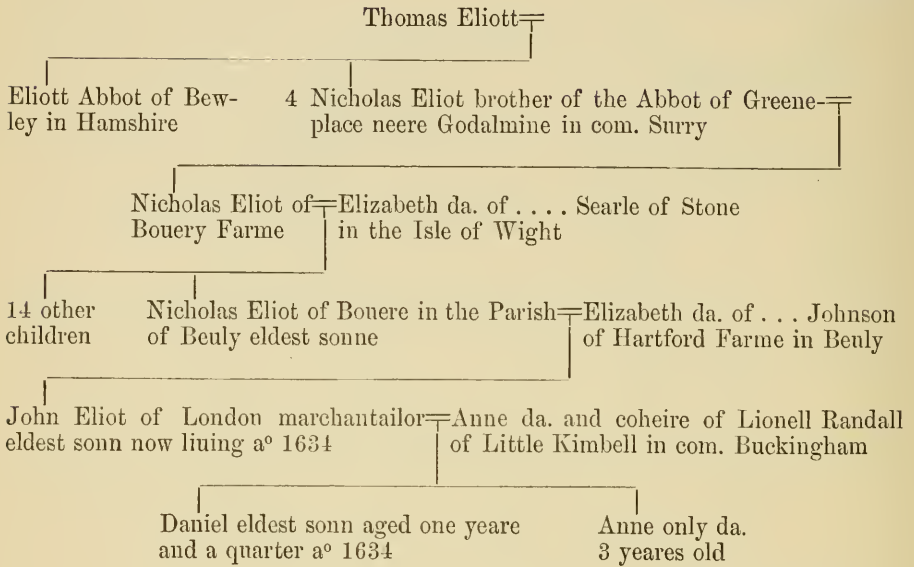 Thomas Eliott
Eliott Abbot of Bew-
ley in Hamshire
4 Nicholas Eliot brother of the Abbot of Greene-
place neere Godalmine in com. Surry
Nicholas Eliot of
Bouery Farme
Elizabeth da. of .... Searle of Stone
in the Isle of Wight
14 other
children
Nicholas Eliot of Bouere in the Parish
of Beuly eldest sonne
Elizabeth da. of ... Johnson
of Hartford Farme in Beuly
John Eliot of London marchantailor
eldest sonn now liuing aº 1634
Anne da. and coheire of Lionell Randall
of Little Kimbell in com. Buckingham
Daniel eldest sonn aged one yeare
and a quarter aº 1634
Anne only da.
3 yeares old